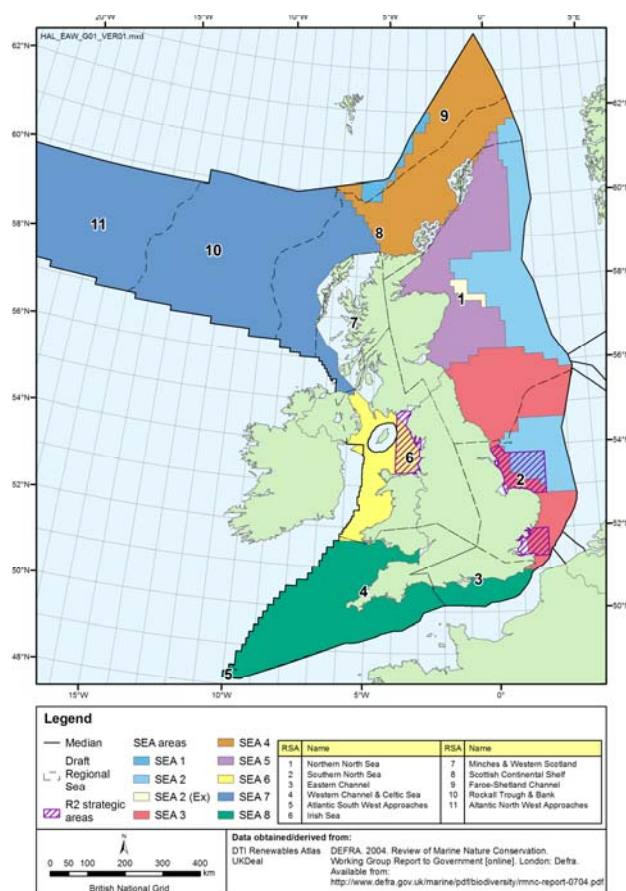 20°W 15°W 10°W 5°W 0° 5°E
HAL_EAW_G01_VER01.mxd
62°N
62°N
60°N
60°N
58°N
58°N
56°N
56°N
54°N
54°N
52°N
52°N
50°N
50°N
48°N
9
8
11
10
1
7
6
2
3
4
5
15°W 10°W 5°W 0°
Legend
Median
Draft
Regional
Sea
R2 strategic
areas
SEA areas
SEA 1
SEA 2
SEA 2 (Ex)
SEA 3
SEA 4
SEA 5
SEA 6
SEA 7
SEA 8
RSA Name RSA Name
1 Northern North Sea 7 Minches & Western Scotland
2 Southern North Sea 8 Scottish Continental Shelf
3 Eastern Channel 9 Faroe-Shetland Channel
4 Western Channel & Celtic Sea 10 Rockall Trough & Bank
5 Atlantic South West Approaches 11 Altantic North West Approaches
6 Irish Sea
N
0 50 100 200 300 400
km
British National Grid
Data obtained/derived from:
DTI Renewables Atlas DEFRA. 2004. Review of Marine Nature Conservation.
UKDeal Working Group Report to Government [online]. London: Defra.
Available from:
http://www.defra.gov.uk/marine/pdf/biodiversity/rmnc-report-0704.pdf